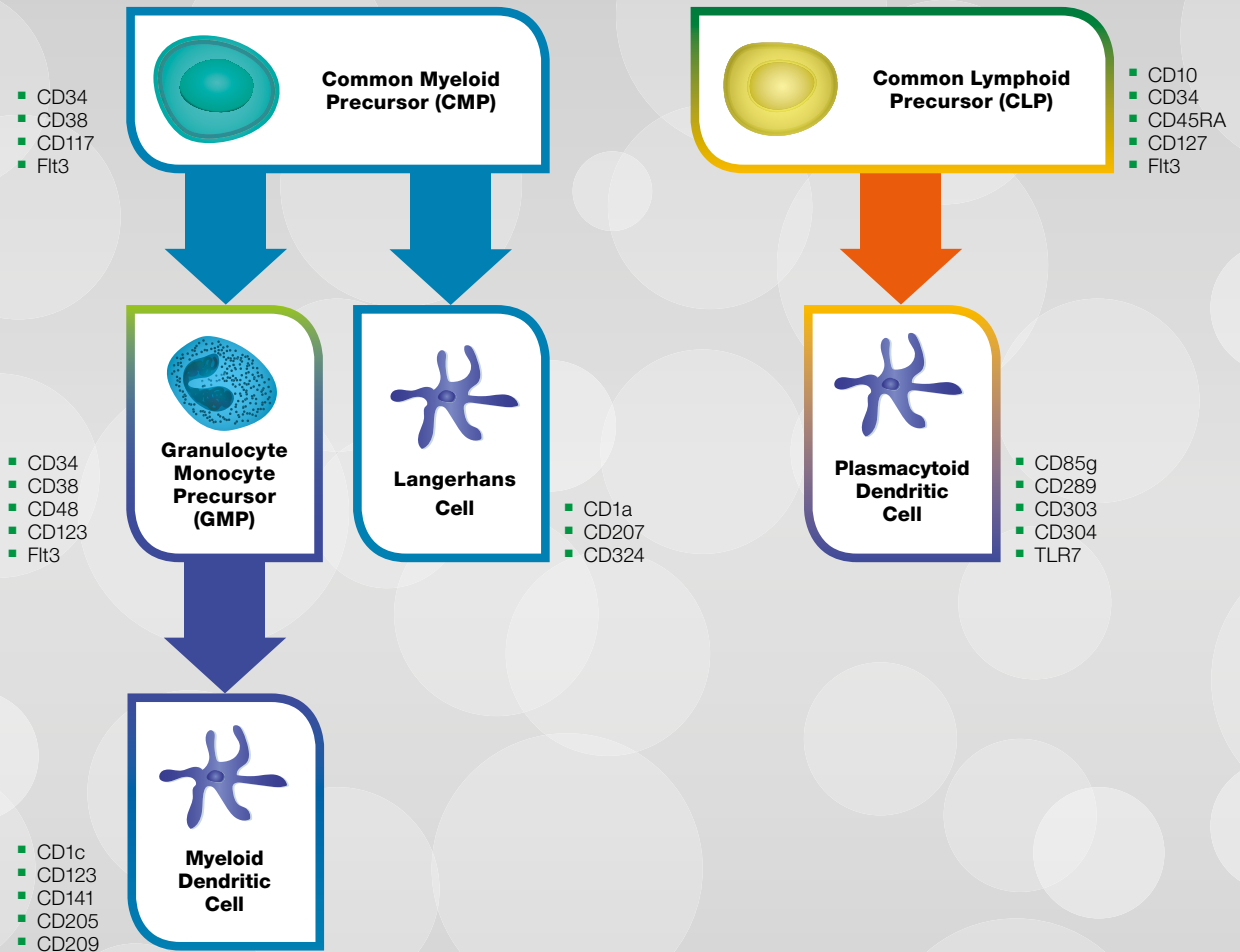 Common Myeloid
Precursor (CMP)
CD34
CD38
CD117
Flt3
Common Lymphoid
Precursor (CLP)
CD10
CD34
CD45RA
CD127
Flt3
Granulocyte
Monocyte
Precursor
(GMP)
CD34
CD38
CD48
CD123
Flt3
Langerhans
Cell
CD1a
CD207
CD324
Plasmacytoid
Dendritic
Cell
CD85g
CD289
CD303
CD304
TLR7
Myeloid
Dendritic
Cell
CD1c
CD123
CD141
CD205
CD209